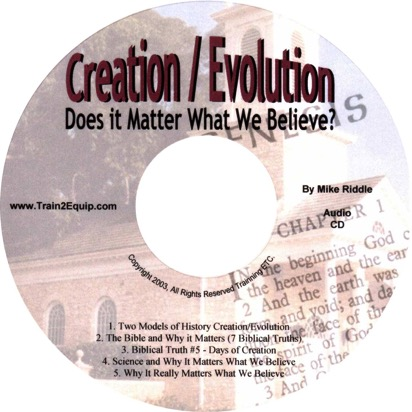 Creation / Evolution
Does it Matter What We Believe?
GENESIS
By Mike Riddle
www.Train2Equip.com
Audio
CD
CHAPTER 1
IN the beginning God c
the heaven and the ear
2 And the earth was
and void; and da
face of th
spirit of God
the face of the
3 And God
Copyright 2003, All Rights Reserved Training ETC.
1. Two Models of History Creation/Evolution
2. The Bible and Why it Matters (7 Biblical Truths)
3. Biblical Truth #5 - Days of Creation
4. Science and Why It Matters What We Believe
5. Why It Really Matters What We Believe